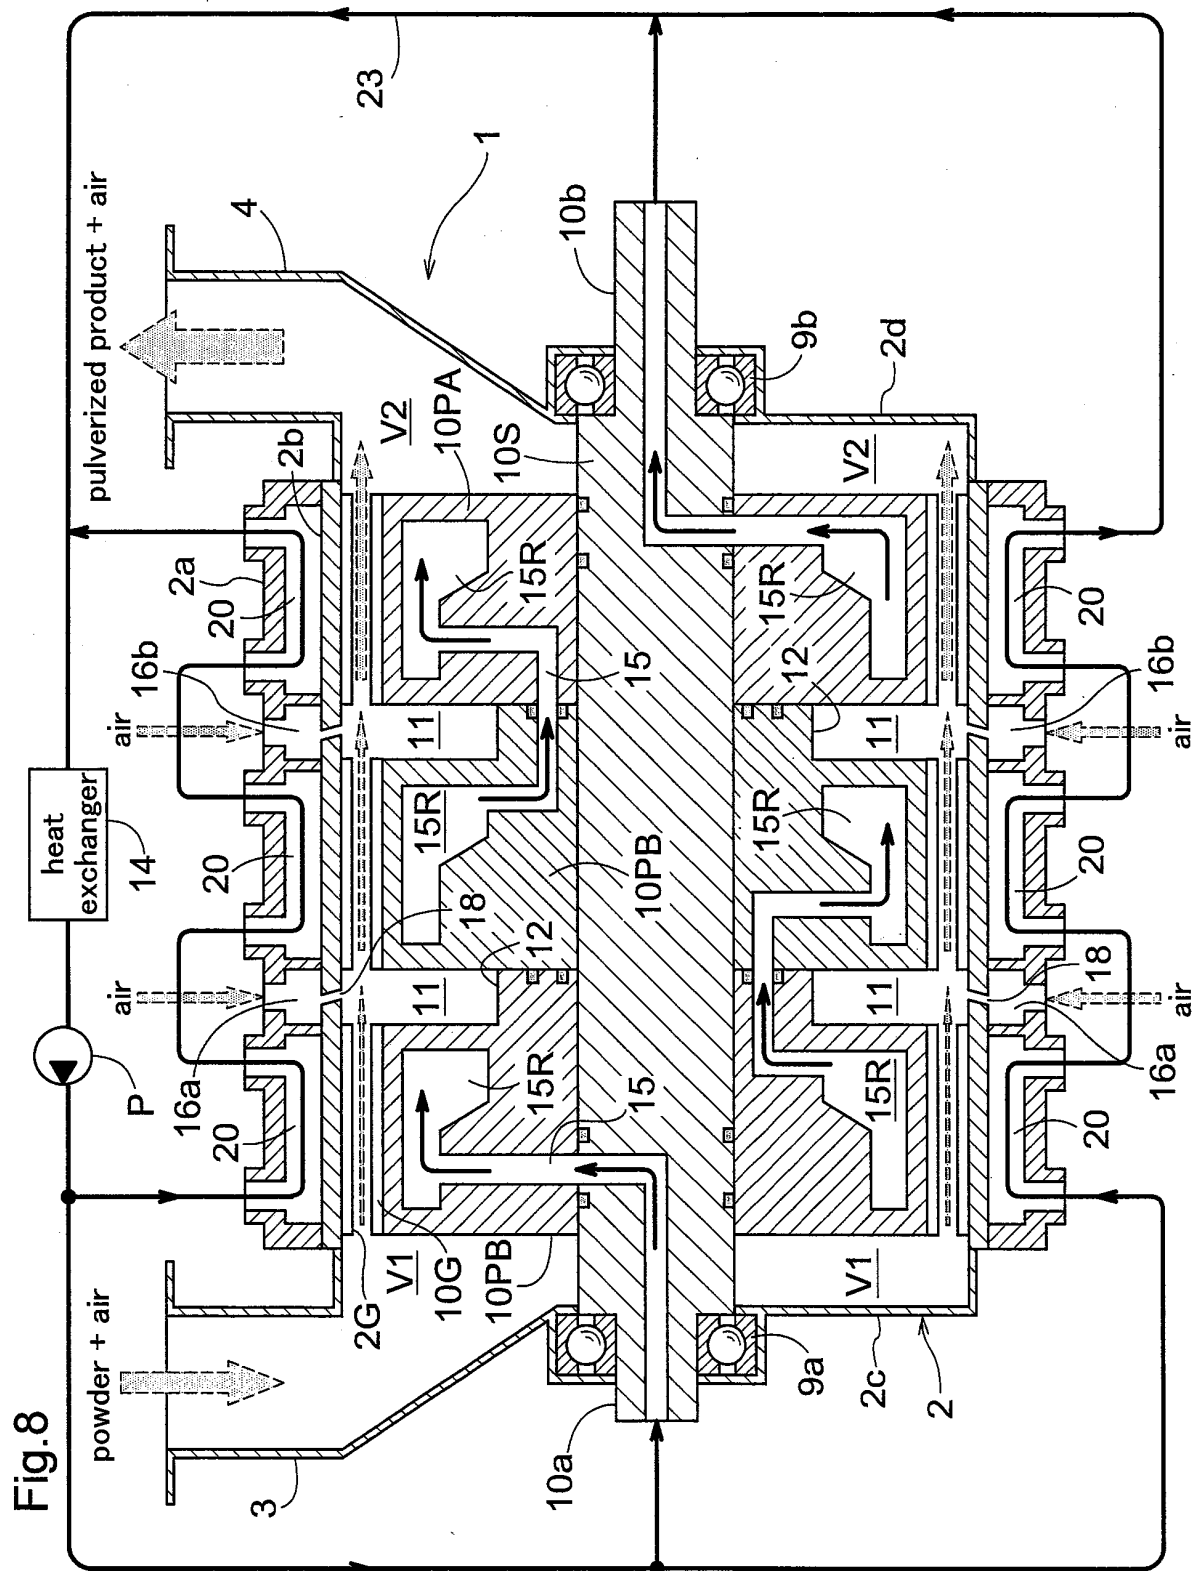 Fig.8
heat
exchanger
powder + air
pulverized product + air
P
14
air
air
16a
16b
2a
20
20
20
3
4
2b
23
2G
V1
V2
10G
11
11
10PA
15R
18
1
10PB
15R
15R
12
10S
10a
10b
15
15
10PB
12
9a
9b
15R
15R
15R
V1
11
11
V2
2c
2d
2
18
20
20
20
16a
16b
air
air